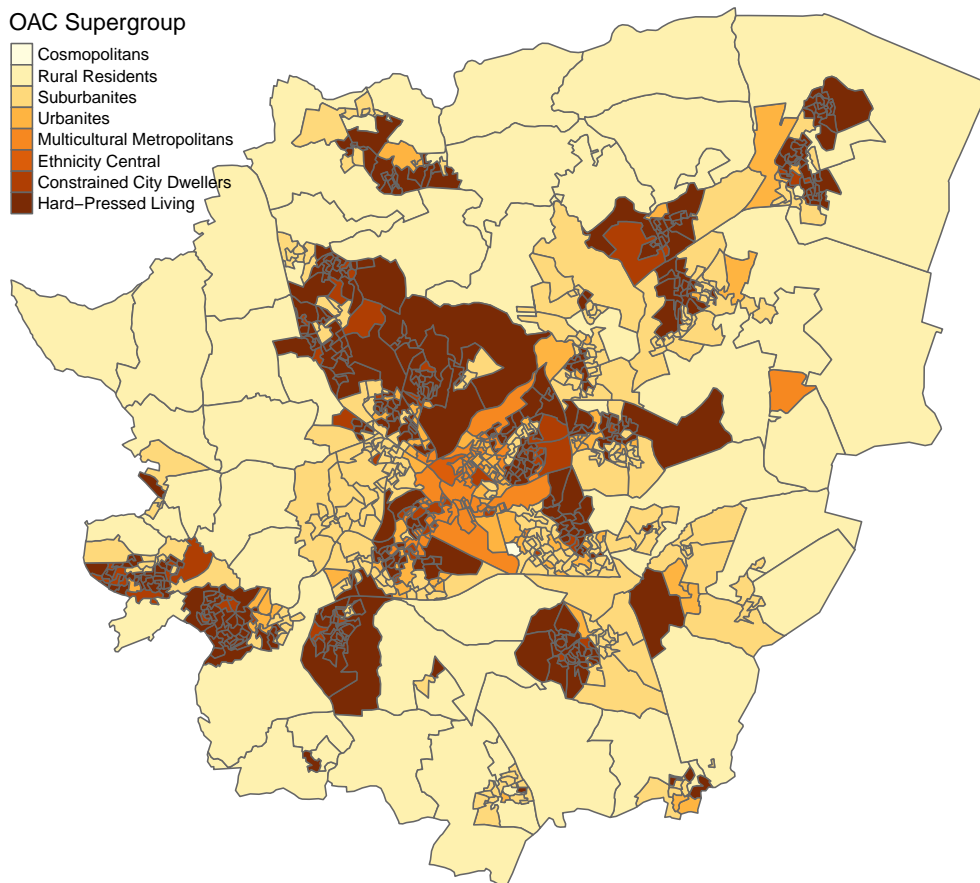 OAC Supergroup
Cosmopolitans
Rural Residents
Suburbanites
Urbanites
Multicultural Metropolitans
Ethnicity Central
Constrained City Dwellers
Hard−Pressed Living